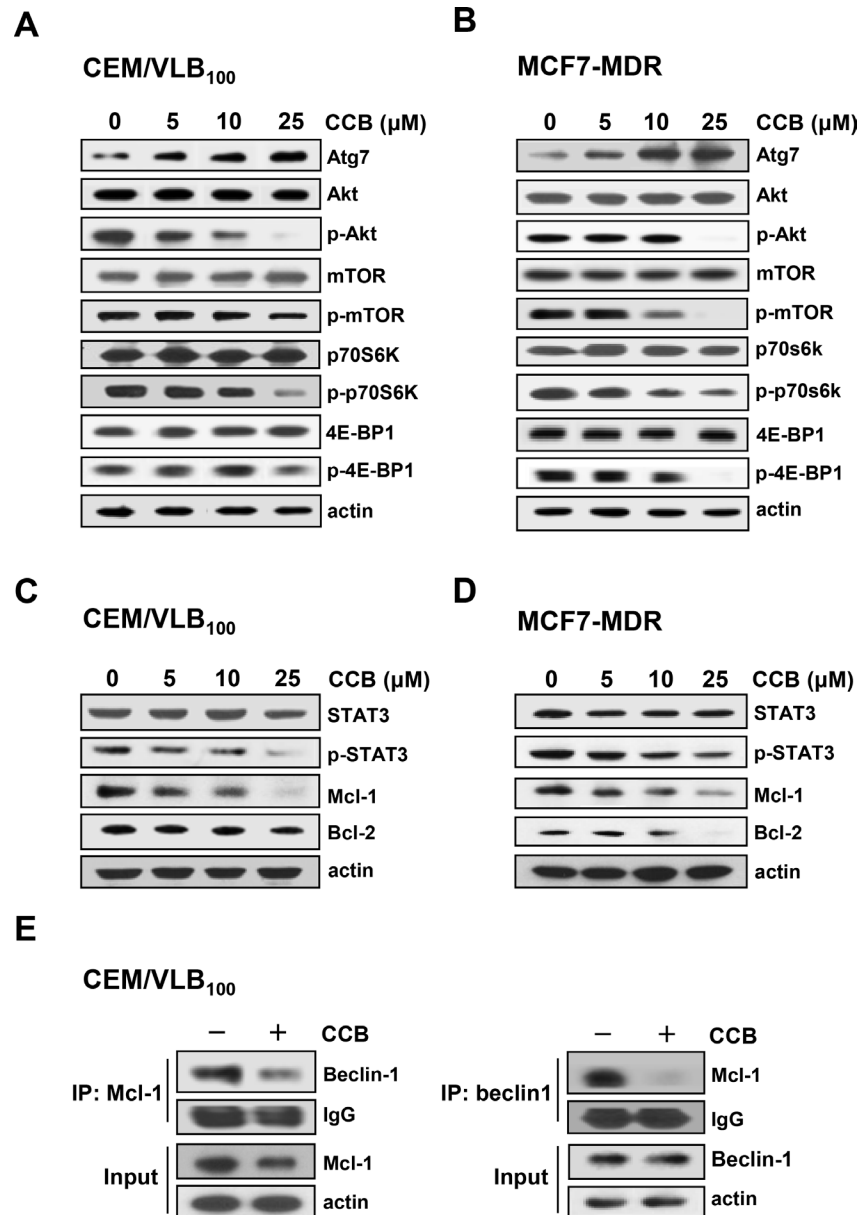 A
CEM/VLB₁₀₀
0 5 10 25 CCB (µM)
Atg7
Akt
p-Akt
mTOR
p-mTOR
p70S6K
p-p70S6K
4E-BP1
p-4E-BP1
actin
B
MCF7-MDR
0 5 10 25 CCB (µM)
Atg7
Akt
p-Akt
mTOR
p-mTOR
p70s6k
p-p70s6k
4E-BP1
p-4E-BP1
actin
C
CEM/VLB₁₀₀
0 5 10 25 CCB (µM)
STAT3
p-STAT3
Mcl-1
Bcl-2
actin
D
MCF7-MDR
0 5 10 25 CCB (µM)
STAT3
p-STAT3
Mcl-1
Bcl-2
actin
E
CEM/VLB₁₀₀
− + CCB
IP: Mcl-1
Beclin-1
IgG
Input
Mcl-1
actin
− + CCB
IP: beclin1
Mcl-1
IgG
Input
Beclin-1
actin